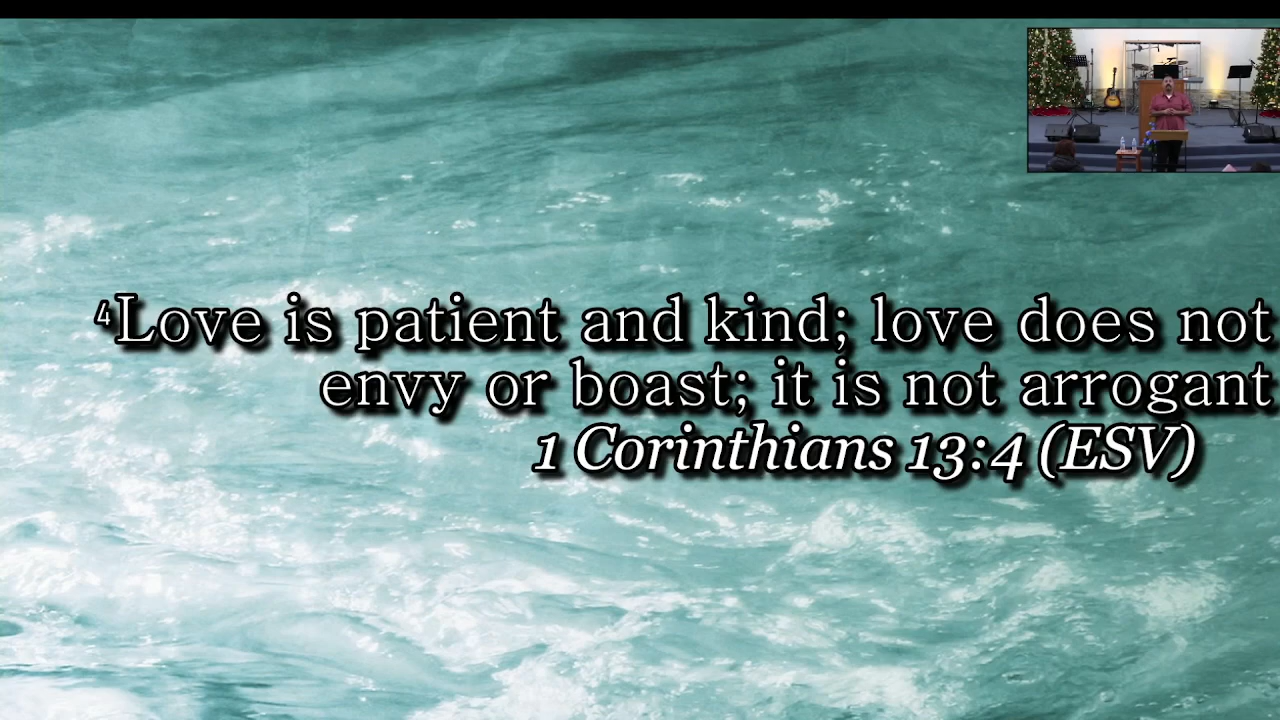 ⁴Love is patient and kind; love does not
envy or boast; it is not arrogant
1 Corinthians 13:4 (ESV)